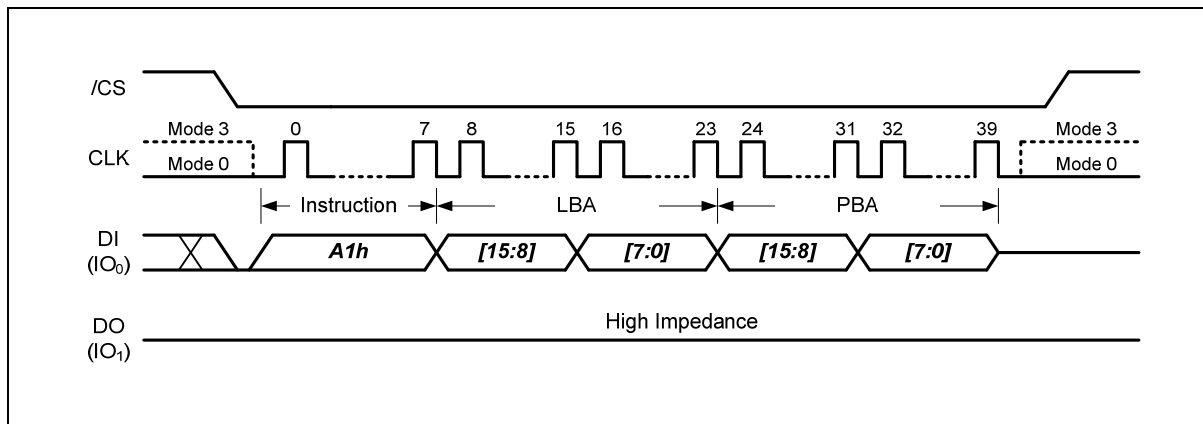 /CS
Mode 3 0 7 8 15 16 23 24 31 32 39 Mode 3
CLK
Mode 0 Mode 0
Instruction LBA PBA
DI
(IO₀)
A1h [15:8] [7:0] [15:8] [7:0]
High Impedance
DO
(IO₁)